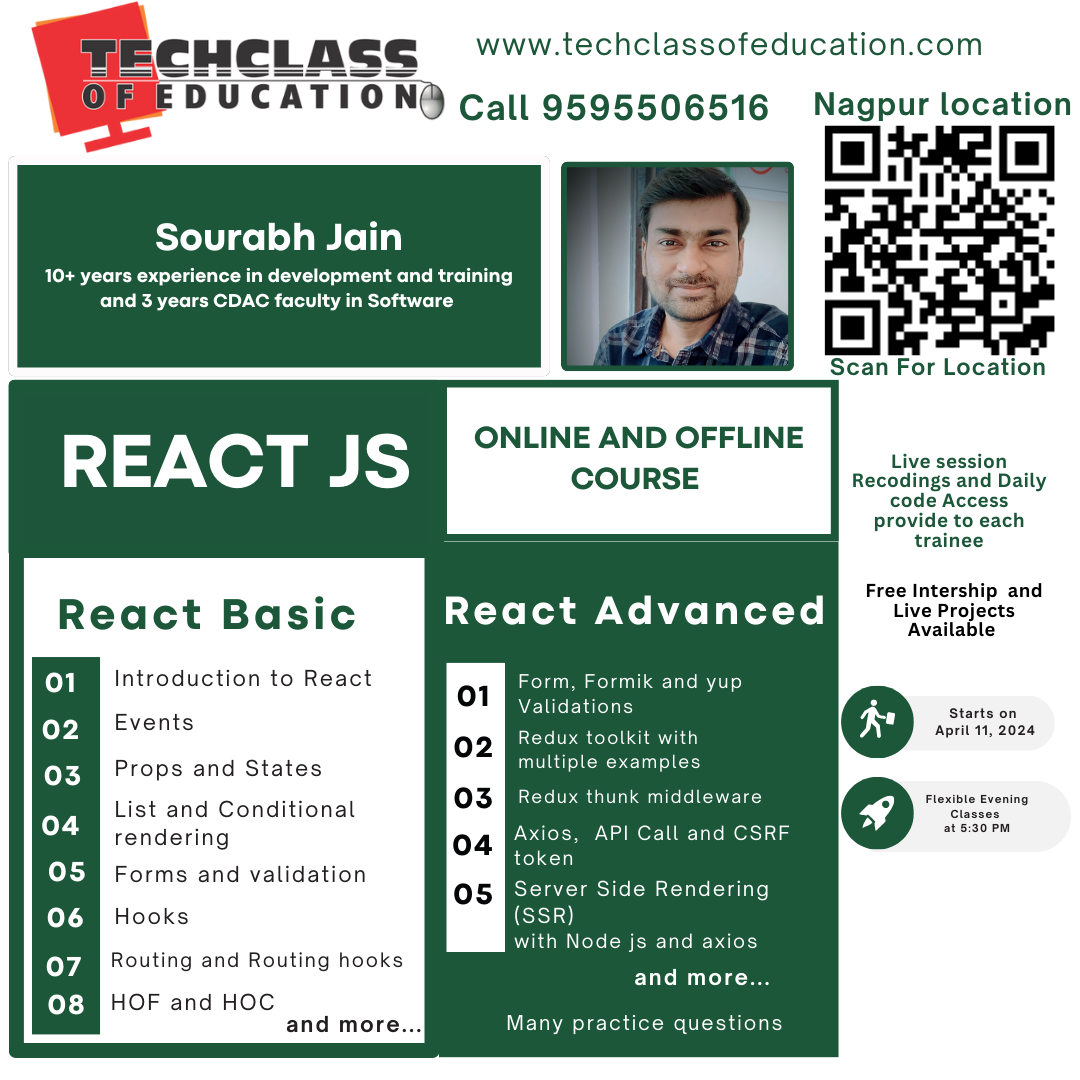 TECHCLASS
OF EDUCATION
www.techclassofeducation.com
Call 9595506516
Nagpur location
Scan For Location
Sourabh Jain
10+ years experience in development and training
and 3 years CDAC faculty in Software
REACT JS
ONLINE AND OFFLINE
COURSE
Live session
Recodings and Daily
code Access
provide to each
trainee
Free Intership and
Live Projects
Available
Starts on
April 11, 2024
Flexible Evening
Classes
at 5:30 PM
React Basic
01 Introduction to React
02 Events
03 Props and States
04 List and Conditional
rendering
05 Forms and validation
06 Hooks
07 Routing and Routing hooks
08 HOF and HOC
and more...
React Advanced
01 Form, Formik and yup
Validations
02 Redux toolkit with
multiple examples
03 Redux thunk middleware
04 Axios, API Call and CSRF
token
05 Server Side Rendering
(SSR)
with Node js and axios
and more...
Many practice questions